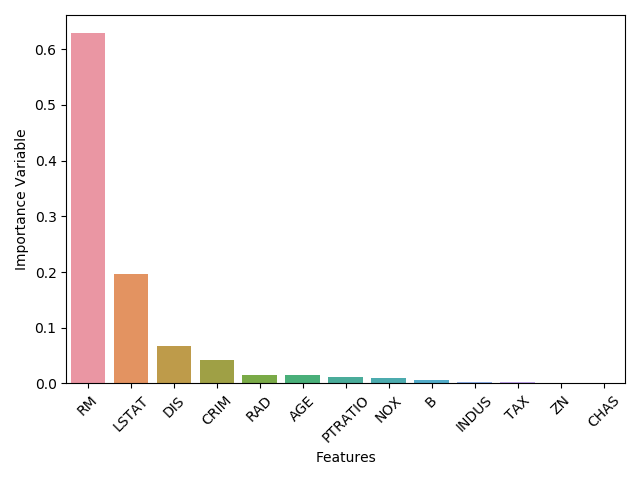 Importance Variable
0.6
0.5
0.4
0.3
0.2
0.1
0.0
RM
LSTAT
DIS
CRIM
RAD
AGE
PTRATIO
NOX
B
INDUS
TAX
ZN
CHAS
Features